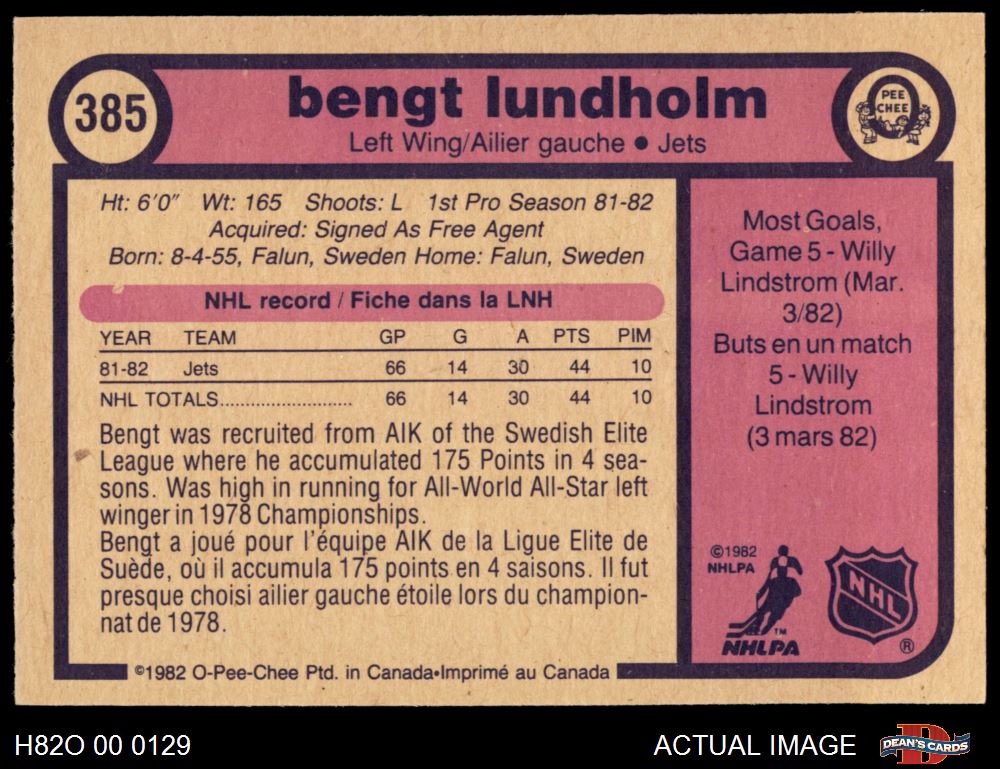 385
bengt lundholm
Left Wing/Ailier gauche • Jets
O
PEE
CHEE
Ht: 6'0" Wt: 165 Shoots: L 1st Pro Season 81-82
Acquired: Signed As Free Agent
Born: 8-4-55, Falun, Sweden Home: Falun, Sweden
NHL record / Fiche dans la LNH
YEAR TEAM GP G A PTS PIM
81-82 Jets 66 14 30 44 10
NHL TOTALS........................ 66 14 30 44 10
Bengt was recruited from AIK of the Swedish Elite
League where he accumulated 175 Points in 4 sea-
sons. Was high in running for All-World All-Star left
winger in 1978 Championships.
Bengt a joué pour l'équipe AIK de la Ligue Elite de
Suède, où il accumula 175 points en 4 saisons. Il fut
presque choisi ailier gauche étoile lors du champion-
nat de 1978.
Most Goals,
Game 5 - Willy
Lindstrom (Mar.
3/82)
Buts en un match
5 - Willy
Lindstrom
(3 mars 82)
©1982
NHLPA
TM
NHLPA
NHL
®
©1982 O-Pee-Chee Ptd. in Canada•Imprimé au Canada
H82O 00 0129
ACTUAL IMAGE
D
DEAN'S CARDS